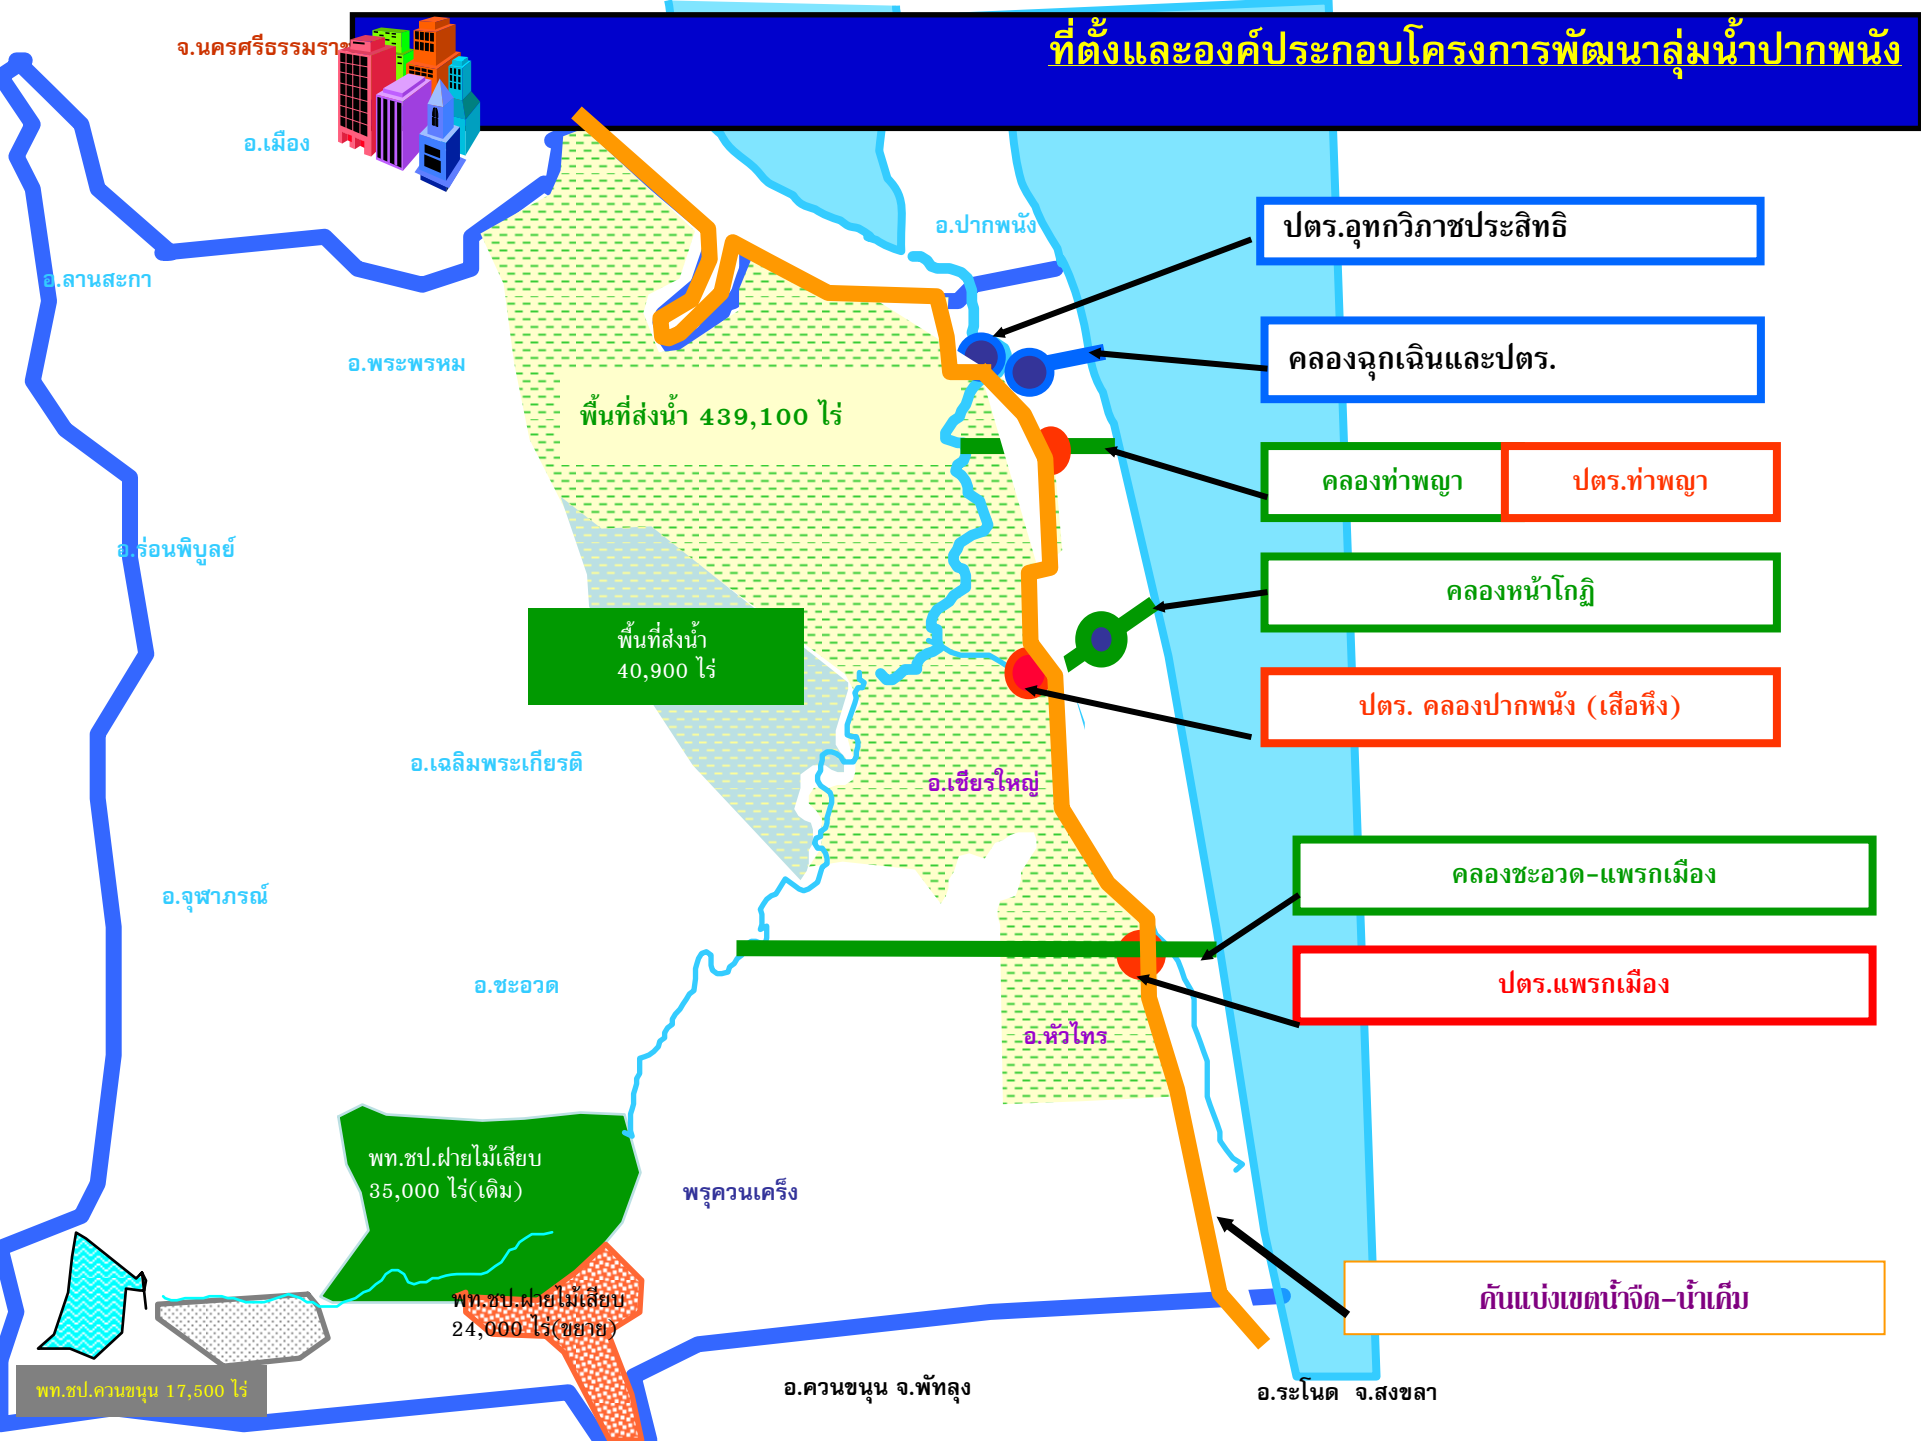 ที่ตั้งและองค์ประกอบโครงการพัฒนาลุ่มน้ำปากพนัง
จ.นครศรีธรรมราช
อ.เมือง
อ.ปากพนัง
ปตร.อุทกวิภาชประสิทธิ
อ.ลานสะกา
อ.พระพรหม
คลองฉุกเฉินและปตร.
พื้นที่ส่งน้ำ 439,100 ไร่
คลองท่าพญา
ปตร.ท่าพญา
อ.ร่อนพิบูลย์
คลองหน้าโกฏิ
พื้นที่ส่งน้ำ
40,900 ไร่
ปตร. คลองปากพนัง (เสือหึง)
อ.เฉลิมพระเกียรติ
อ.เชียรใหญ่
คลองชะอวด-แพรกเมือง
อ.จุฬาภรณ์
อ.ชะอวด
ปตร.แพรกเมือง
อ.หัวไทร
พท.ชป.ฝายไม้เสียบ
35,000 ไร่(เดิม)
พรุควนเคร็ง
พท.ชป.ฝายไม้เสียบ
24,000 ไร่(ขยาย)
คันแบ่งเขตน้ำจืด-น้ำเค็ม
พท.ชป.ควนขนุน 17,500 ไร่
อ.ควนขนุน จ.พัทลุง
อ.ระโนด จ.สงขลา